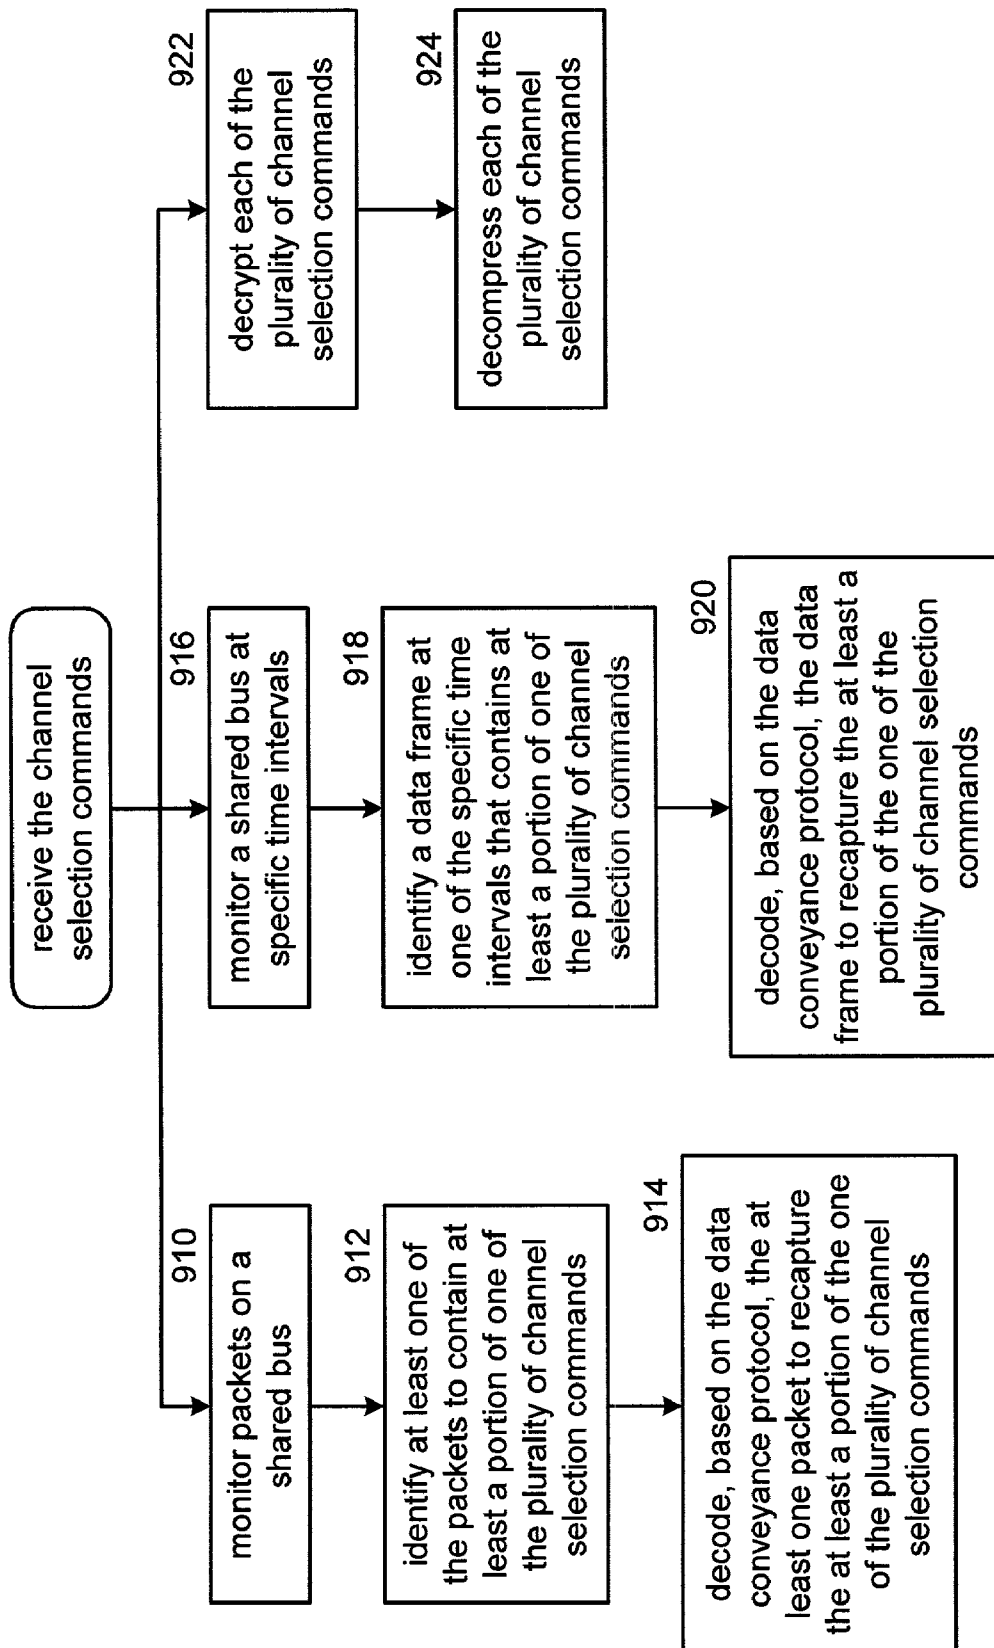 receive the channel
selection commands
910
monitor packets on a
shared bus
912
identify at least one of
the packets to contain at
least a portion of one of
the plurality of channel
selection commands
914
decode, based on the data
conveyance protocol, the at
least one packet to recapture
the at least a portion of the one
of the plurality of channel
selection commands
916
monitor a shared bus at
specific time intervals
918
identify a data frame at
one of the specific time
intervals that contains at
least a portion of one of
the plurality of channel
selection commands
920
decode, based on the data
conveyance protocol, the data
frame to recapture the at least a
portion of the one of the
plurality of channel selection
commands
922
decrypt each of the
plurality of channel
selection commands
924
decompress each of the
plurality of channel
selection commands